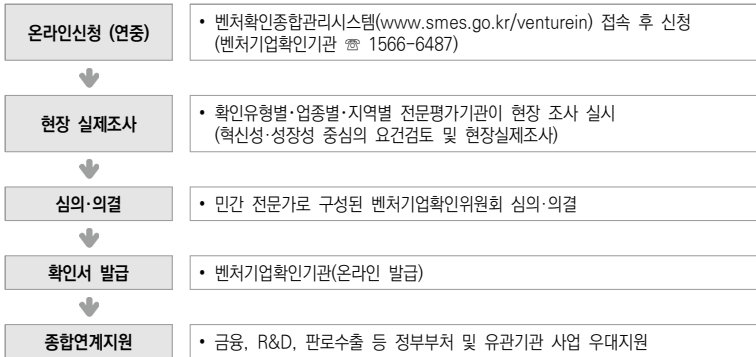 온라인신청 (연중)
• 벤처확인종합관리시스템(www.smes.go.kr/venturein) 접속 후 신청
(벤처기업확인기관 ☏ 1566-6487)
현장 실제조사
• 확인유형별·업종별·지역별 전문평가기관이 현장 조사 실시
(혁신성·성장성 중심의 요건검토 및 현장실제조사)
심의·의결
• 민간 전문가로 구성된 벤처기업확인위원회 심의·의결
확인서 발급
• 벤처기업확인기관(온라인 발급)
종합연계지원
• 금융, R&D, 판로수출 등 정부부처 및 유관기관 사업 우대지원